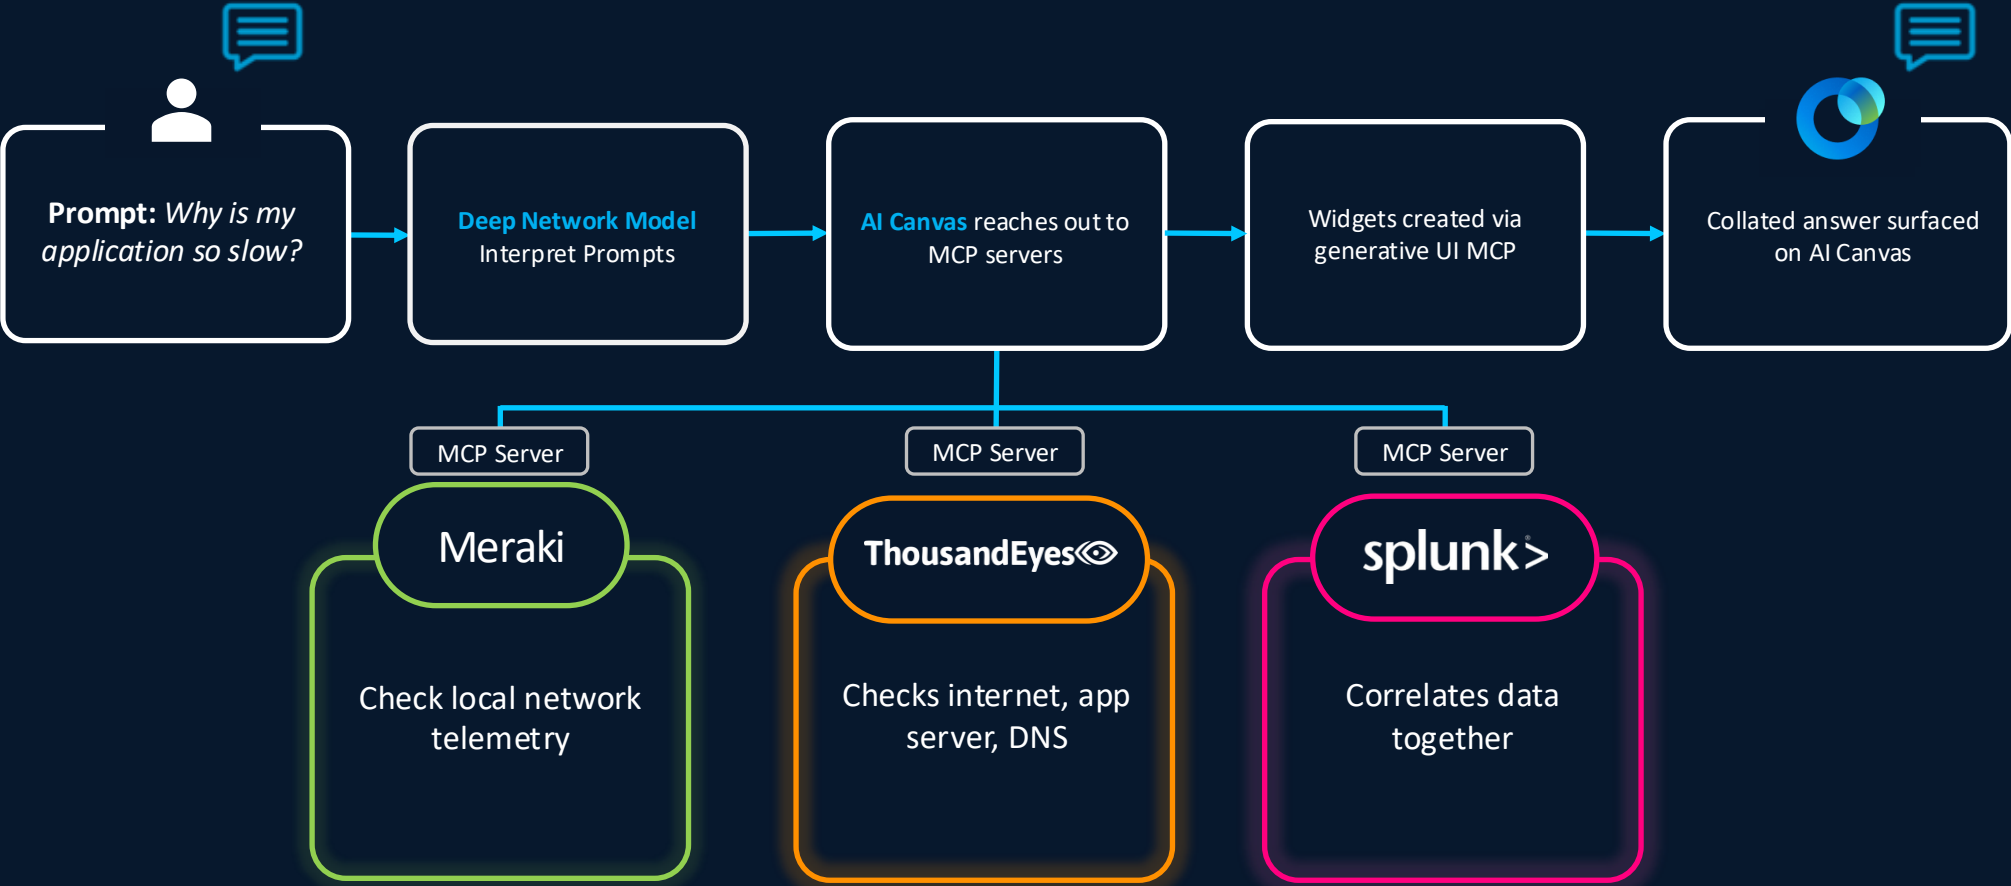 Prompt: Why is my
application so slow?
Deep Network Model
Interpret Prompts
AI Canvas reaches out to
MCP servers
Widgets created via
generative UI MCP
Collated answer surfaced
on AI Canvas
MCP Server
MCP Server
MCP Server
Meraki
ThousandEyes
splunk>
Check local network
telemetry
Checks internet, app
server, DNS
Correlates data
together